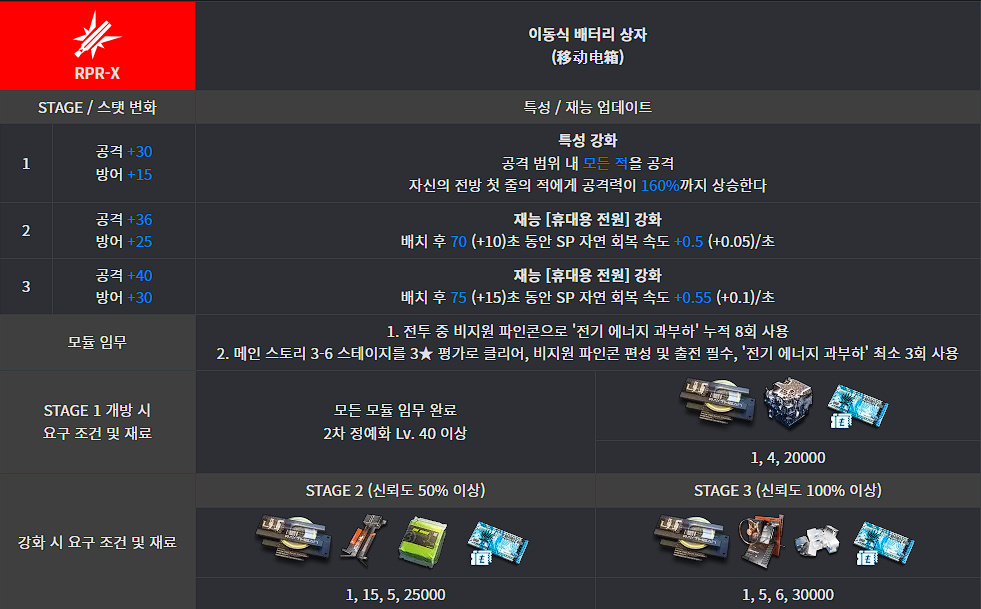 RPR-X
이동식 배터리 상자
(移动电箱)
STAGE / 스탯 변화
특성 / 재능 업데이트
1
공격 +30
방어 +15
특성 강화
공격 범위 내 모든 적을 공격
자신의 전방 첫 줄의 적에게 공격력이 160%까지 상승한다
2
공격 +36
방어 +25
재능 [휴대용 전원] 강화
배치 후 70 (+10)초 동안 SP 자연 회복 속도 +0.5 (+0.05)/초
3
공격 +40
방어 +30
재능 [휴대용 전원] 강화
배치 후 75 (+15)초 동안 SP 자연 회복 속도 +0.55 (+0.1)/초
모듈 임무
1. 전투 중 비지원 파인콘으로 '전기 에너지 과부하' 누적 8회 사용
2. 메인 스토리 3-6 스테이지를 3★ 평가로 클리어, 비지원 파인콘 편성 및 출전 필수, '전기 에너지 과부하' 최소 3회 사용
STAGE 1 개방 시
요구 조건 및 재료
모든 모듈 임무 완료
2차 정예화 Lv. 40 이상
1, 4, 20000
강화 시 요구 조건 및 재료
STAGE 2 (신뢰도 50% 이상)
STAGE 3 (신뢰도 100% 이상)
1, 15, 5, 25000
1, 5, 6, 30000